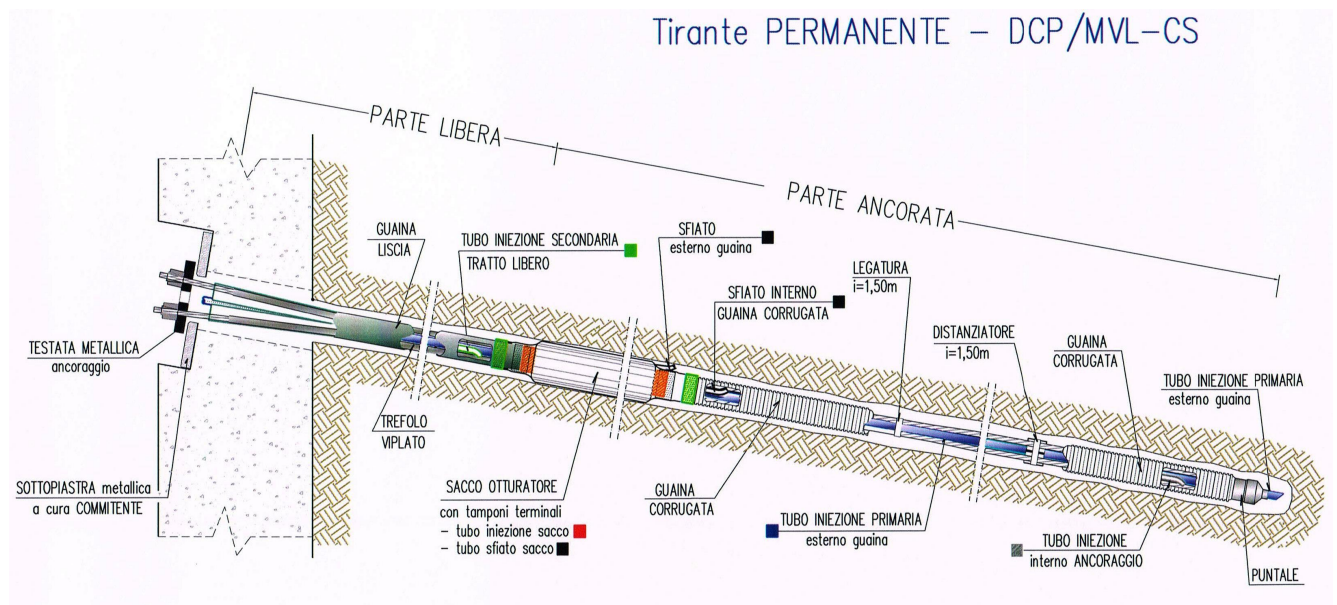 Tirante PERMANENTE - DCP/MVL-CS
PARTE LIBERA
PARTE ANCORATA
GUAINA
LISCIA
TUBO INIEZIONE SECONDARIA
TRATTO LIBERO
SFIATO
esterno guaina
SFIATO INTERNO
GUAINA CORRUGATA
LEGATURA
i=1,50m
DISTANZIATORE
i=1,50m
GUAINA
CORRUGATA
TUBO INIEZIONE PRIMARIA
esterno guaina
TESTATA METALLICA
ancoraggio
TREFOLO
VIPLATO
SOTTOPIASTRA metallica
a cura COMMITENTE
SACCO OTTURATORE
con tamponi terminali
- tubo iniezione sacco
- tubo sfiato sacco
GUAINA
CORRUGATA
TUBO INIEZIONE PRIMARIA
esterno guaina
TUBO INIEZIONE
interno ANCORAGGIO
PUNTALE